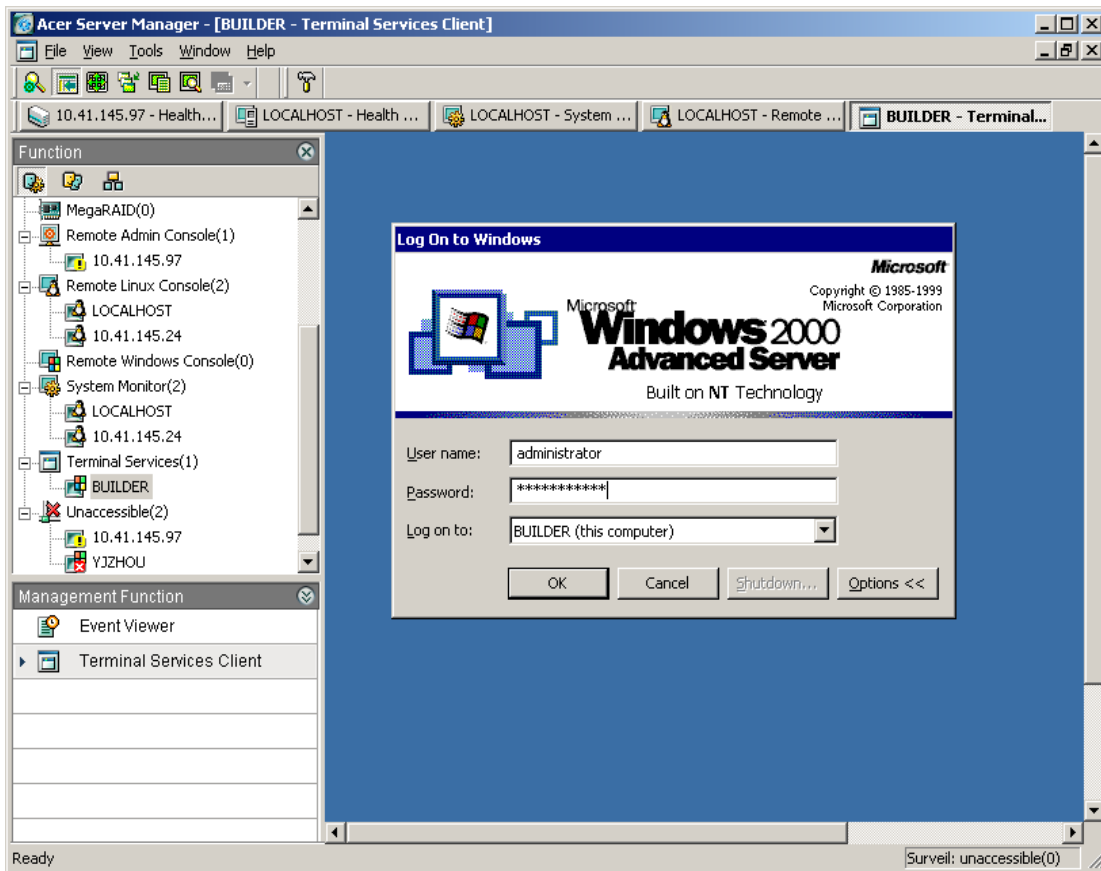 Acer Server Manager - [BUILDER - Terminal Services Client]
File View Tools Window Help
10.41.145.97 - Health...
LOCALHOST - Health ...
LOCALHOST - System ...
LOCALHOST - Remote ...
BUILDER - Terminal...
Function
MegaRAID(0)
Remote Admin Console(1)
10.41.145.97
Remote Linux Console(2)
LOCALHOST
10.41.145.24
Remote Windows Console(0)
System Monitor(2)
LOCALHOST
10.41.145.24
Terminal Services(1)
BUILDER
Unaccessible(2)
10.41.145.97
YJZHOU
Management Function
Event Viewer
Terminal Services Client
Log On to Windows
Microsoft
Copyright © 1985-1999
Microsoft Corporation
Microsoft
Windows 2000
Advanced Server
Built on NT Technology
User name: administrator
Password: ***********
Log on to: BUILDER (this computer)
OK Cancel Shutdown... Options <<
Ready
Surveil: unaccessible(0)